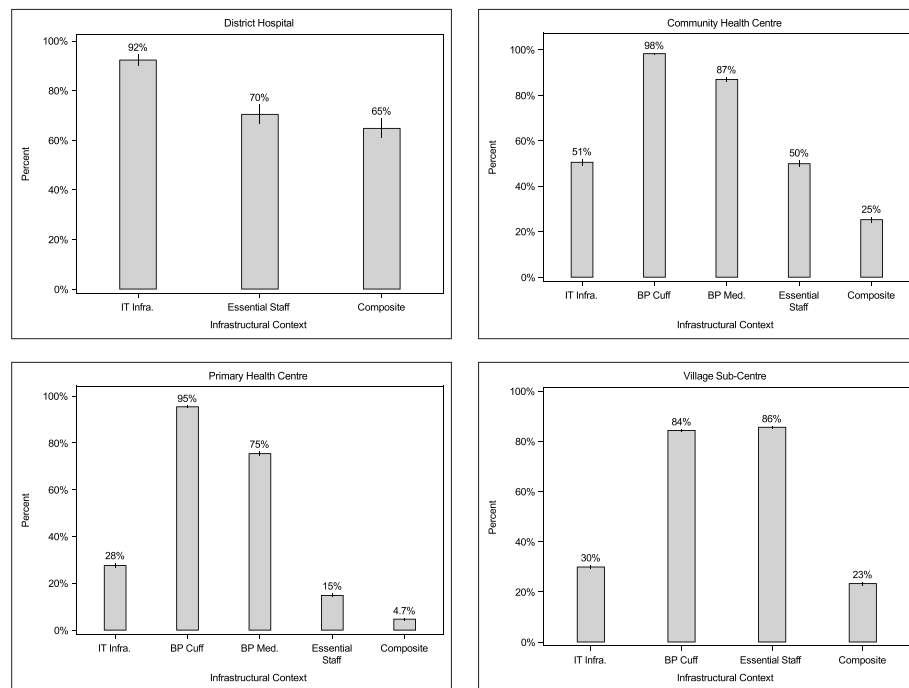 District Hospital
100%
80%
60%
40%
20%
0%
Percent
92%
70%
65%
IT Infra.
Essential Staff
Composite
Infrastructural Context
Community Health Centre
100%
80%
60%
40%
20%
0%
Percent
51%
98%
87%
50%
25%
IT Infra.
BP Cuff
BP Med.
Essential
Staff
Composite
Infrastructural Context
Primary Health Centre
100%
80%
60%
40%
20%
0%
Percent
28%
95%
75%
15%
4.7%
IT Infra.
BP Cuff
BP Med.
Essential
Staff
Composite
Infrastructural Context
Village Sub-Centre
100%
80%
60%
40%
20%
0%
Percent
30%
84%
86%
23%
IT Infra.
BP Cuff
Essential Staff
Composite
Infrastructural Context